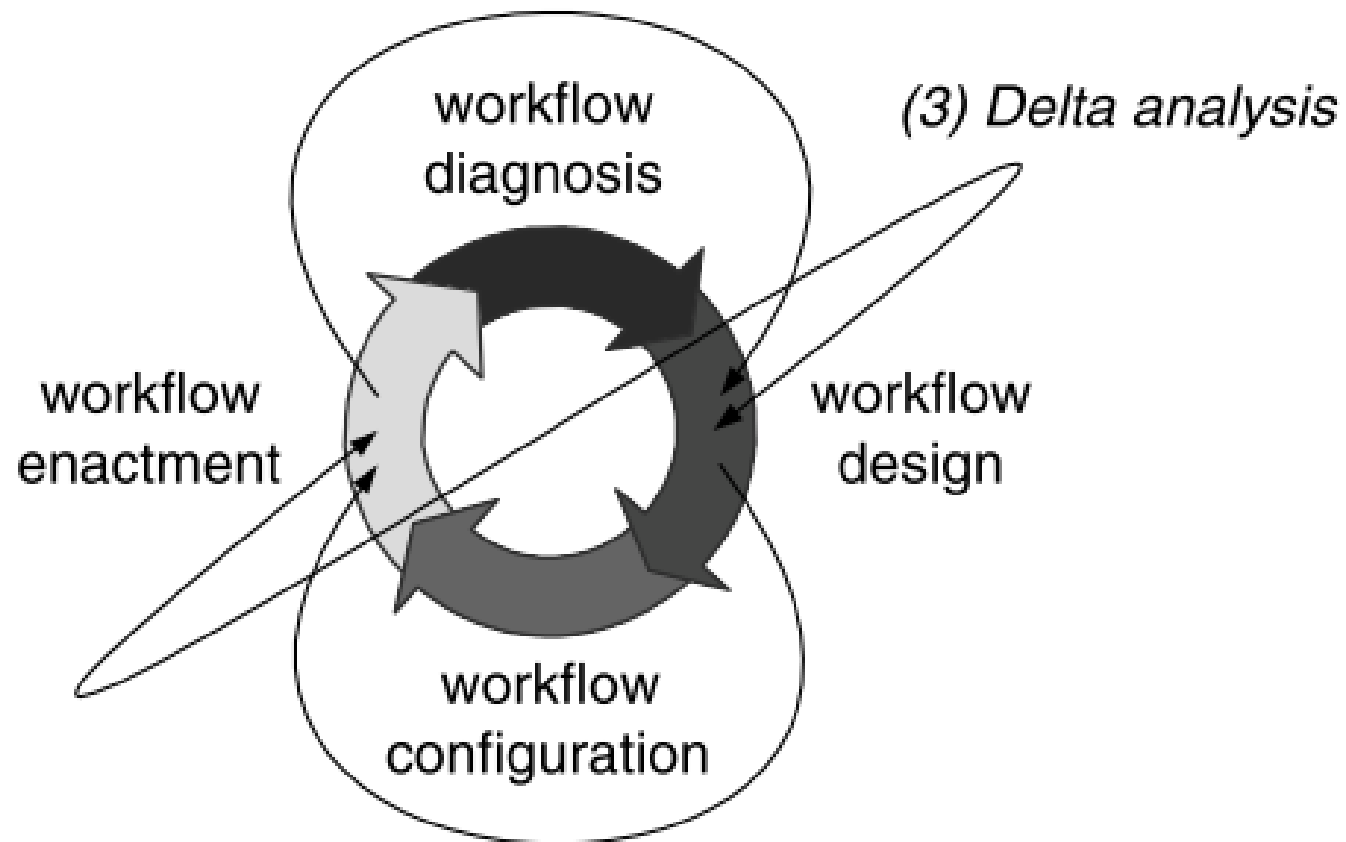 workflow
diagnosis
(3) Delta analysis
workflow
enactment
workflow
design
workflow
configuration